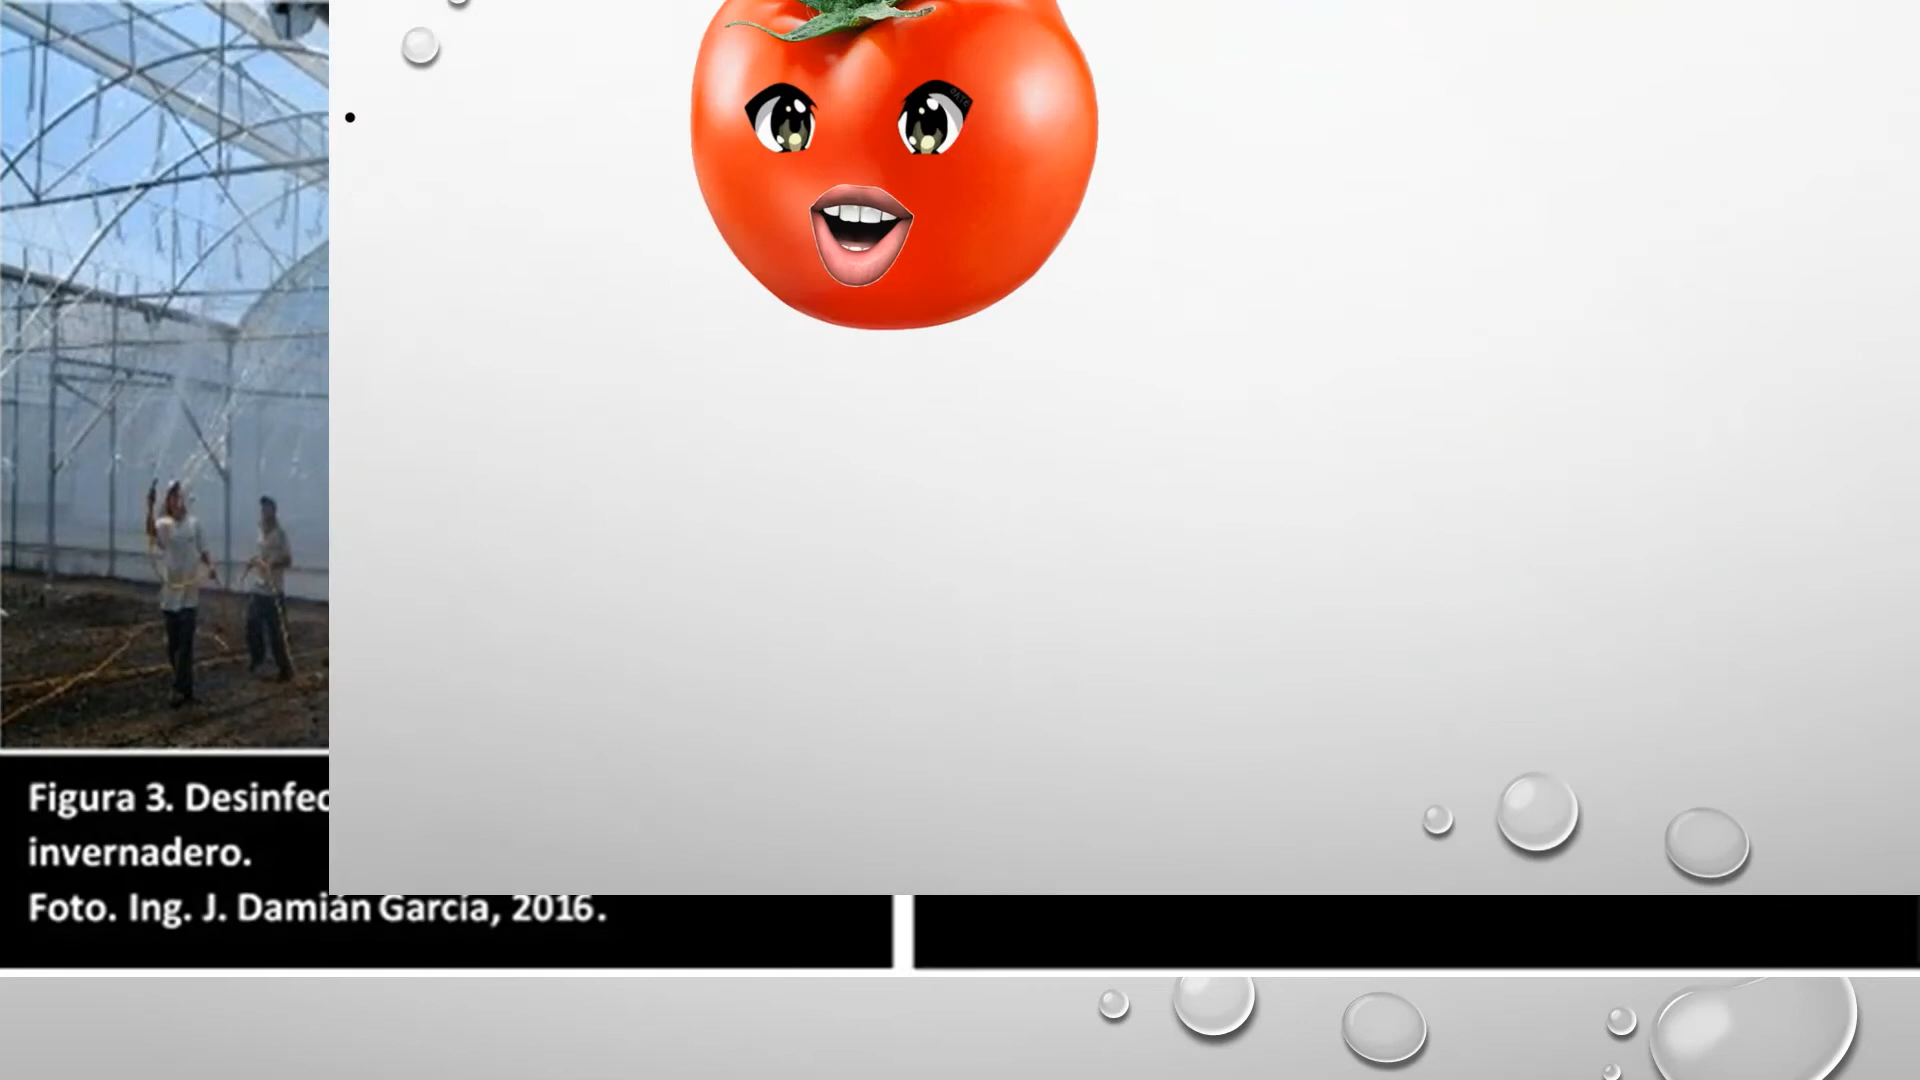 Figura 3. Desinfec
invernadero.
Foto. Ing. J. Damián García, 2016.